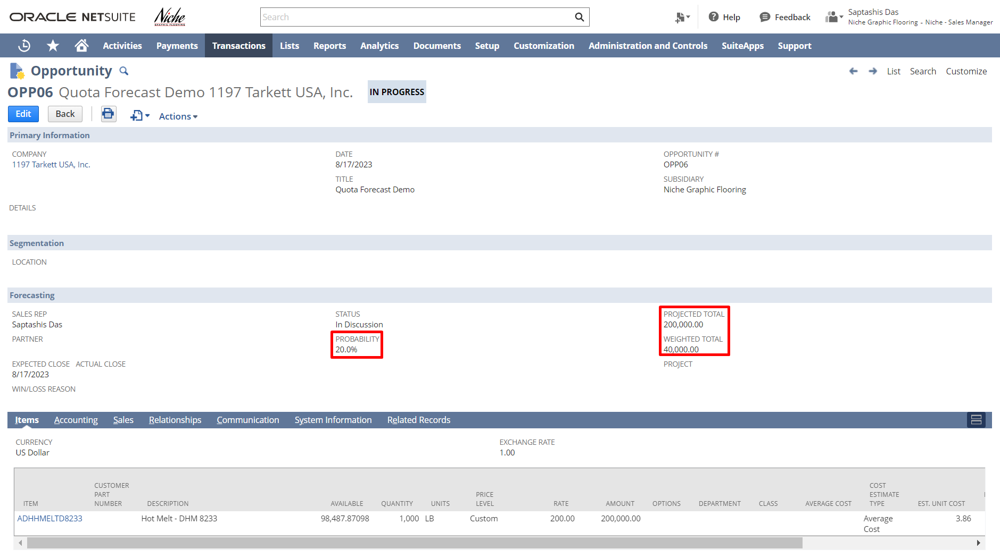 ORACLE NETSUITE
Niche
GRAPHIC FLOORING
Search
Help
Feedback
Saptashis Das
Niche Graphic Flooring - Niche - Sales Manager
Activities Payments Transactions Lists Reports Analytics Documents Setup Customization Administration and Controls SuiteApps Support
Opportunity
List Search Customize
OPP06 Quota Forecast Demo 1197 Tarkett USA, Inc. IN PROGRESS
Edit Back Actions
Primary Information
COMPANY
1197 Tarkett USA, Inc.
DATE
8/17/2023
TITLE
Quota Forecast Demo
OPPORTUNITY #
OPP06
SUBSIDIARY
Niche Graphic Flooring
DETAILS
Segmentation
LOCATION
Forecasting
SALES REP
Saptashis Das
PARTNER
EXPECTED CLOSE ACTUAL CLOSE
8/17/2023
WIN/LOSS REASON
STATUS
In Discussion
PROBABILITY
20.0%
PROJECTED TOTAL
200,000.00
WEIGHTED TOTAL
40,000.00
PROJECT
Items Accounting Sales Relationships Communication System Information Related Records
CURRENCY
US Dollar
EXCHANGE RATE
1.00
ITEM CUSTOMER PART NUMBER DESCRIPTION AVAILABLE QUANTITY UNITS PRICE LEVEL RATE AMOUNT OPTIONS DEPARTMENT CLASS AVERAGE COST COST ESTIMATE TYPE EST. UNIT COST
ADHHMELTD8233 Hot Melt - DHM 8233 98,487.87098 1,000 LB Custom 200.00 200,000.00 Average Cost 3.86